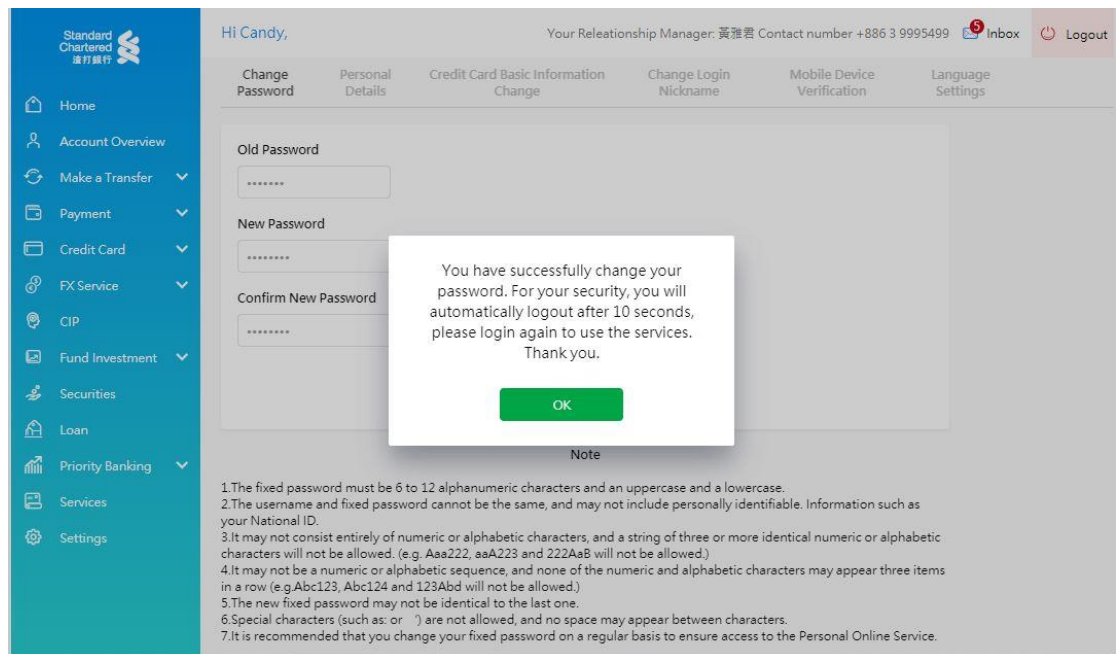 Standard
Chartered
渣打銀行
Hi Candy,
Your Releationship Manager: 黃雅君 Contact number +886 3 9995499
5
Inbox
Logout
Home
Account Overview
Make a Transfer
Payment
Credit Card
FX Service
CIP
Fund Investment
Securities
Loan
Priority Banking
Services
Settings
Change
Password
Personal
Details
Credit Card Basic Information
Change
Change Login
Nickname
Mobile Device
Verification
Language
Settings
Old Password
•••••••
New Password
••••••••
Confirm New Password
••••••••
You have successfully change your
password. For your security, you will
automatically logout after 10 seconds,
please login again to use the services.
Thank you.
OK
Note
1.The fixed password must be 6 to 12 alphanumeric characters and an uppercase and a lowercase.
2.The username and fixed password cannot be the same, and may not include personally identifiable. Information such as
your National ID.
3.It may not consist entirely of numeric or alphabetic characters, and a string of three or more identical numeric or alphabetic
characters will not be allowed. (e.g. Aaa222, aaA223 and 222AaB will not be allowed.)
4.It may not be a numeric or alphabetic sequence, and none of the numeric and alphabetic characters may appear three items
in a row (e.g.Abc123, Abc124 and 123Abd will not be allowed.)
5.The new fixed password may not be identical to the last one.
6.Special characters (such as: or ') are not allowed, and no space may appear between characters.
7.It is recommended that you change your fixed password on a regular basis to ensure access to the Personal Online Service.